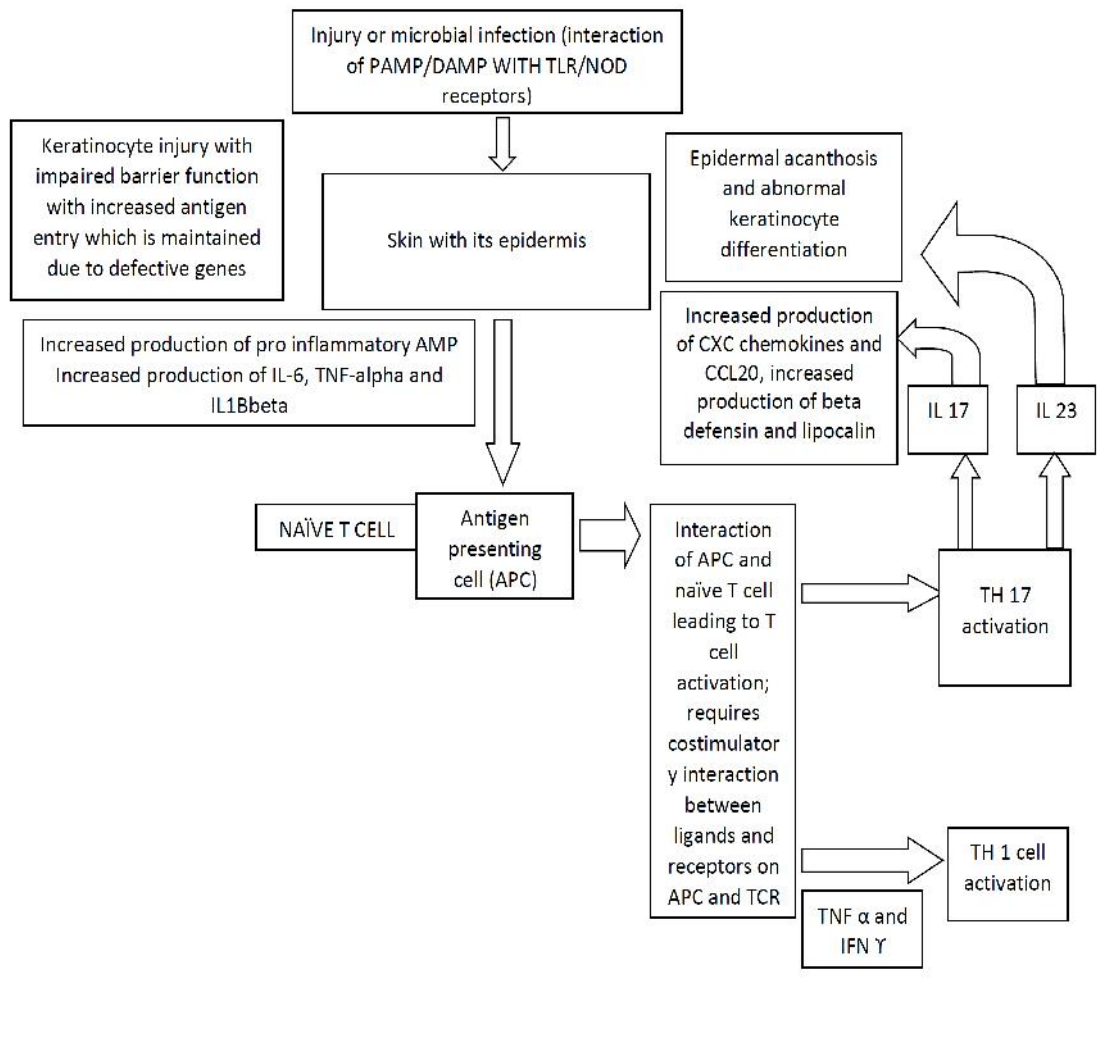 Injury or microbial infection (interaction
of PAMP/DAMP WITH TLR/NOD
receptors)
Keratinocyte injury with
impaired barrier function
with increased antigen
entry which is maintained
due to defective genes
Skin with its epidermis
Epidermal acanthosis
and abnormal
keratinocyte
differentiation
Increased production of pro inflammatory AMP
Increased production of IL-6, TNF-alpha and
IL1Bbeta
Increased production
of CXC chemokines and
CCL20, increased
production of beta
defensin and lipocalin
IL 17
IL 23
NAÏVE T CELL
Antigen
presenting
cell (APC)
Interaction
of APC and
naïve T cell
leading to T
cell
activation;
requires
costimulator
y interaction
between
ligands and
receptors on
APC and TCR
TH 17
activation
TH 1 cell
activation
TNF α and
IFN ϒ